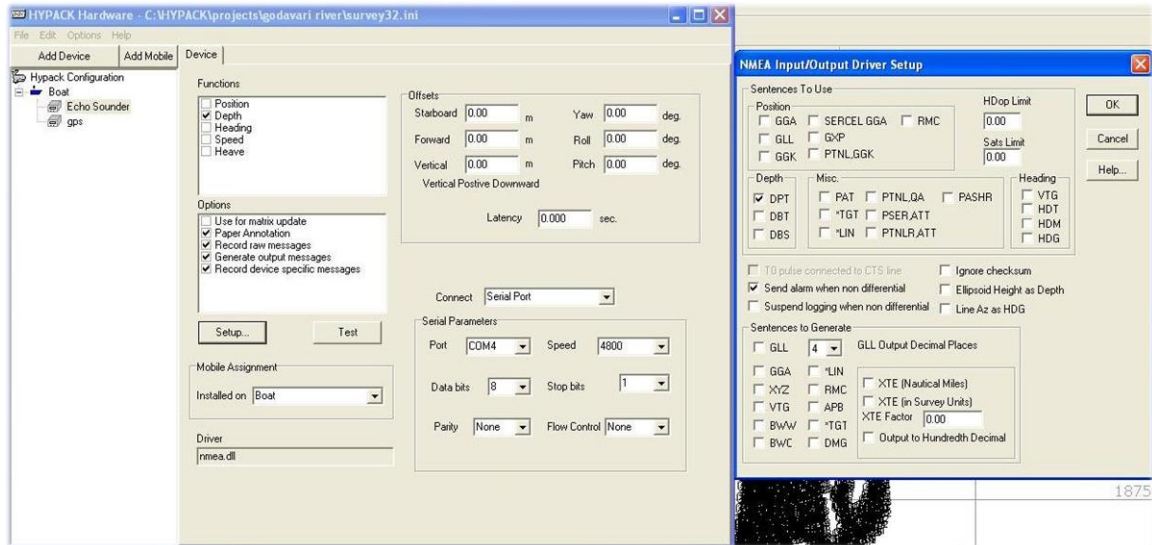 HYPACK Hardware - C:\HYPACK\projects\godavari river\survey32.ini
File Edit Options Help
Add Device Add Mobile Device
Hypack Configuration
Boat
Echo Sounder
gps
Functions
Position
Depth
Heading
Speed
Heave
Options
Use for matrix update
Paper Annotation
Record raw messages
Generate output messages
Record device specific messages
Setup... Test
Mobile Assignment
Installed on Boat
Driver
nmea.dll
Offsets
Starboard 0.00 m Yaw 0.00 deg.
Forward 0.00 m Roll 0.00 deg.
Vertical 0.00 m Pitch 0.00 deg.
Vertical Postive Downward
Latency 0.000 sec.
Connect Serial Port
Serial Parameters
Port COM4 Speed 4800
Data bits 8 Stop bits 1
Parity None Flow Control None
NMEA Input/Output Driver Setup
Sentences To Use
Position
GGA SERCEL GGA RMC
GLL GXP
GGK PTNL,GGK
HDop Limit
0.00
Sats Limit
0.00
OK
Cancel
Help...
Depth
DPT
DBT
DBS
Misc.
PAT PTNL,QA PASHR
*TGT PSER,ATT
*LIN PTNLR,ATT
Heading
VTG
HDT
HDM
HDG
T0 pulse connected to CTS line Ignore checksum
Send alarm when non differential Ellipsoid Height as Depth
Suspend logging when non differential Line Az as HDG
Sentences to Generate
GLL 4 GLL Output Decimal Places
GGA *LIN
XYZ RMC
VTG APB
BWW *TGT
BWC DMG
XTE (Nautical Miles)
XTE (in Survey Units)
XTE Factor 0.00
Output to Hundredth Decimal
1875